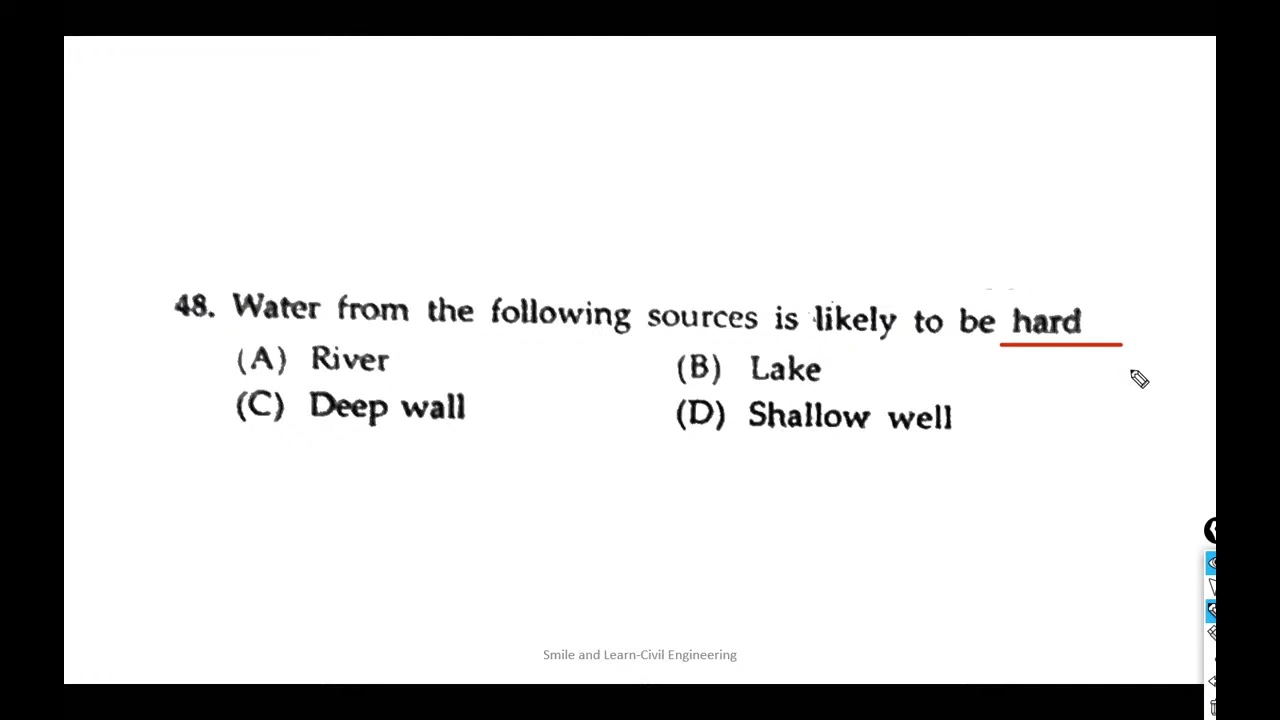 48. Water from the following sources is likely to be hard
(A) River (B) Lake
(C) Deep wall (D) Shallow well
Smile and Learn-Civil Engineering